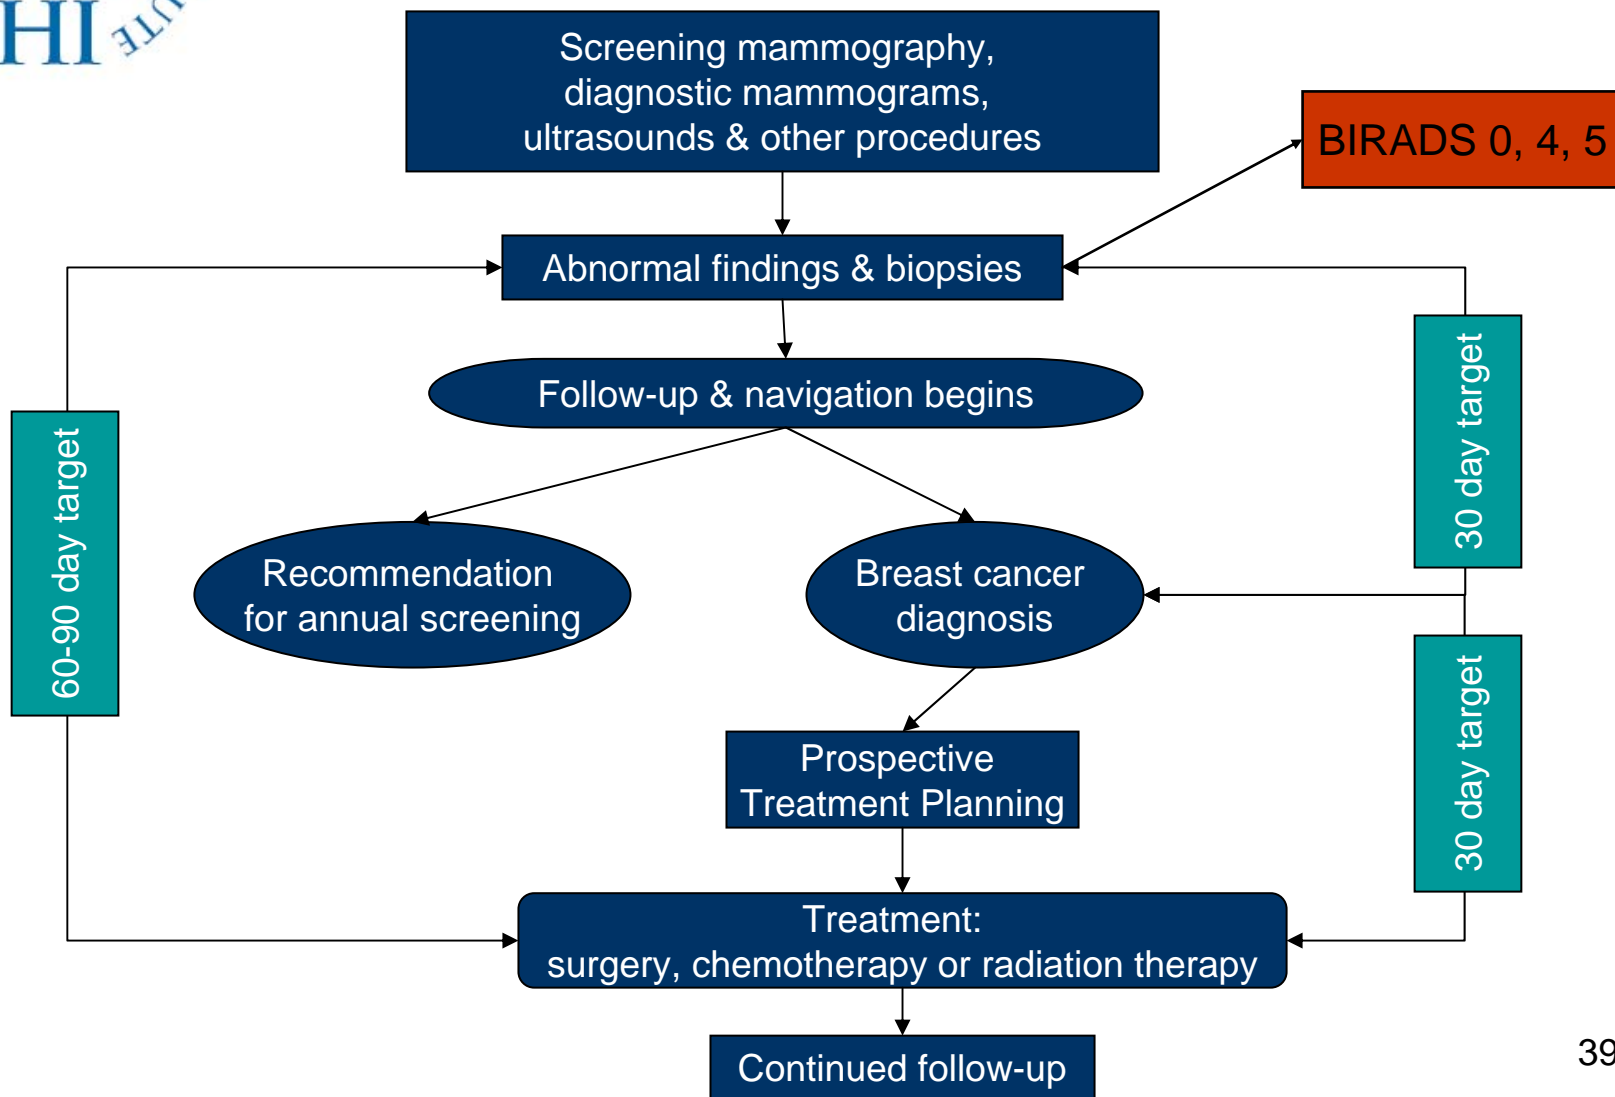 HI
UTE
Screening mammography,
diagnostic mammograms,
ultrasounds & other procedures
BIRADS 0, 4, 5
Abnormal findings & biopsies
Follow-up & navigation begins
30 day target
60-90 day target
Recommendation
for annual screening
Breast cancer
diagnosis
Prospective
Treatment Planning
30 day target
Treatment:
surgery, chemotherapy or radiation therapy
Continued follow-up
39